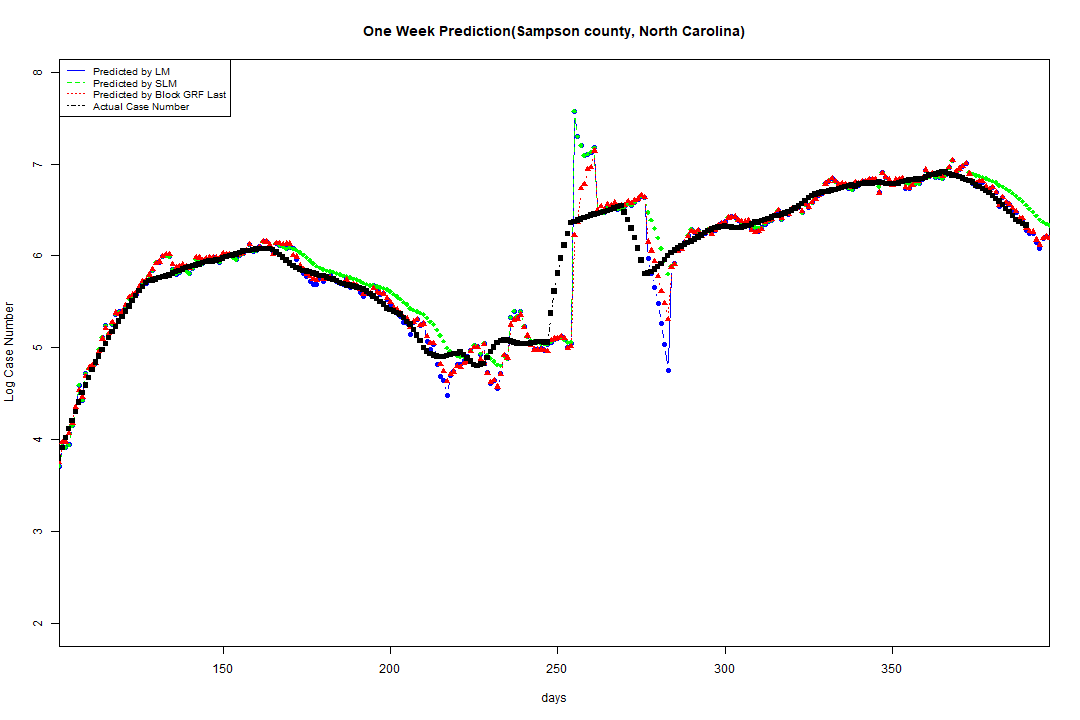 One Week Prediction(Sampson county, North Carolina)
Predicted by LM
Predicted by SLM
Predicted by Block GRF Last
Actual Case Number
8
7
6
5
4
3
2
Log Case Number
150 200 250 300 350
days